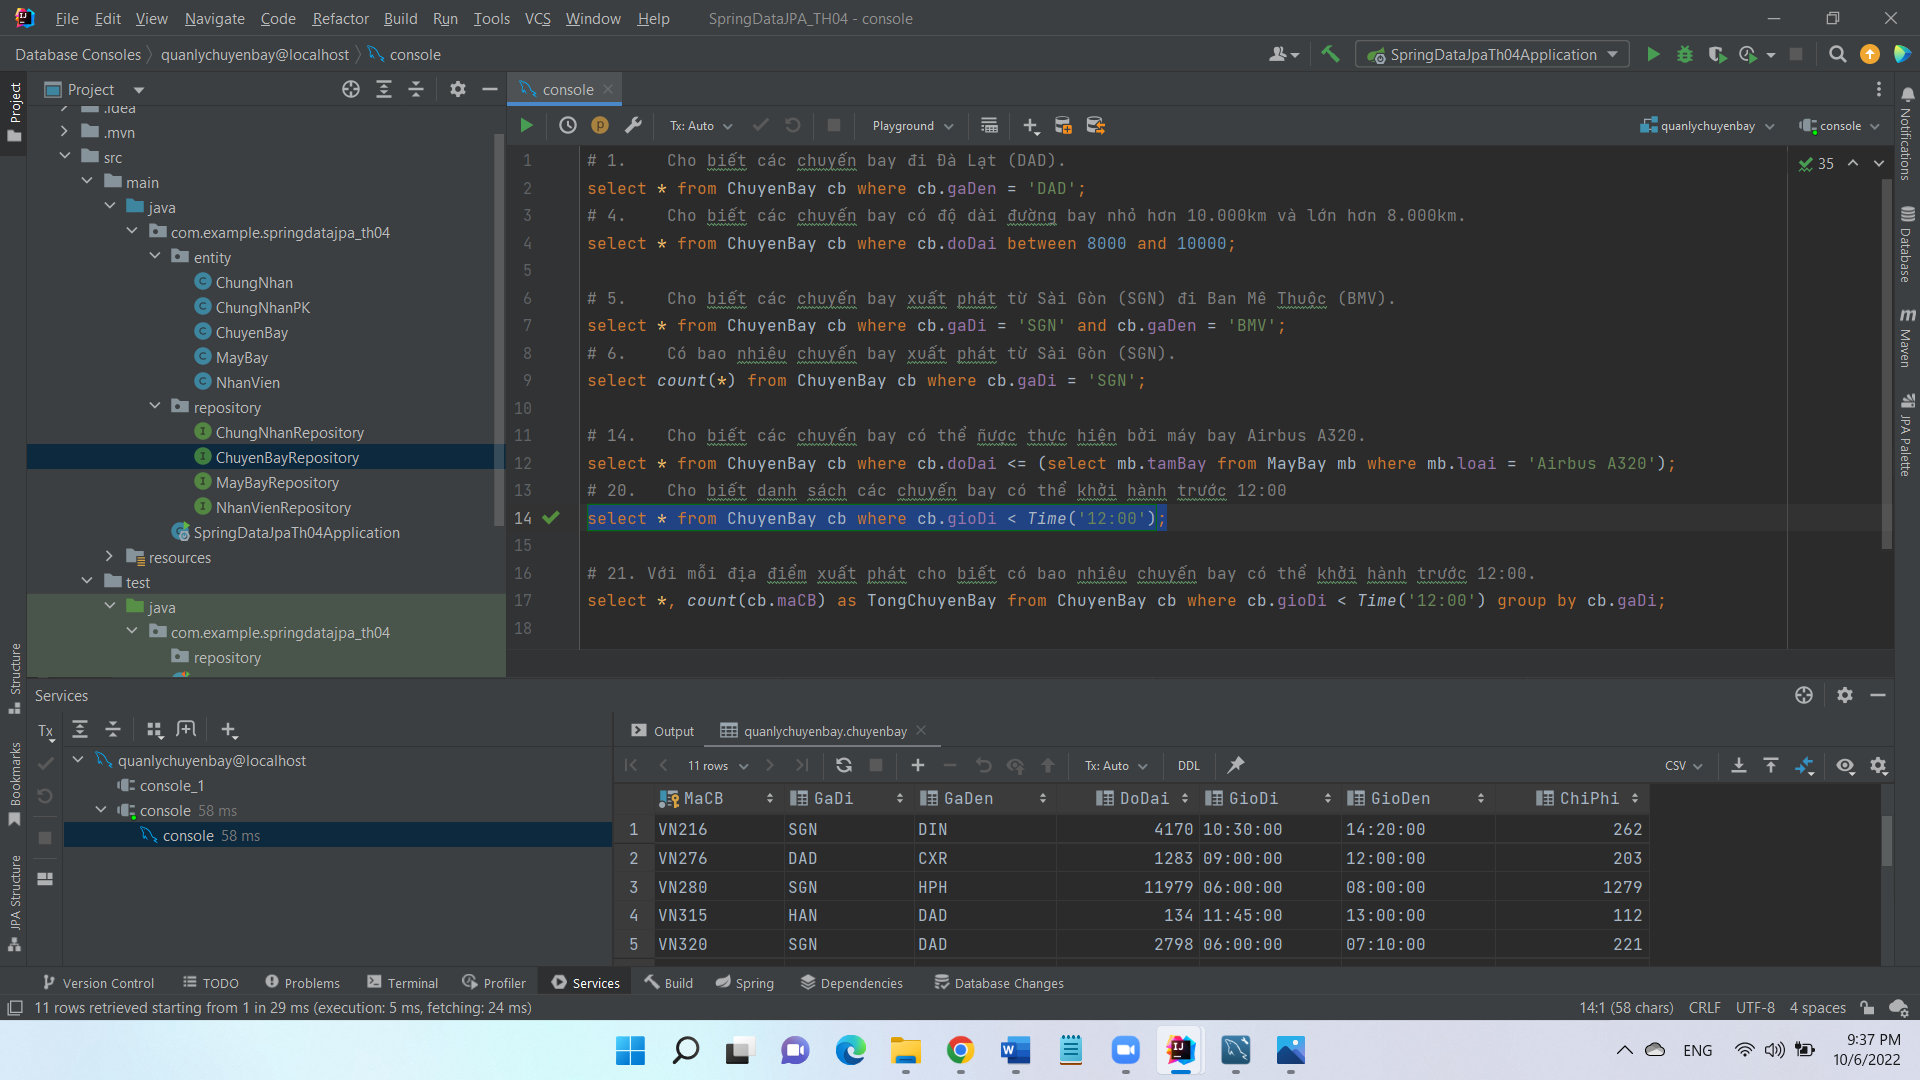 File Edit View Navigate Code Refactor Build Run Tools VCS Window Help SpringDataJPA_TH04 - console
Database Consoles quanlychuyenbay@localhost console
SpringDataJpaTh04Application
Project
console
.idea
.mvn
src
main
java
com.example.springdatajpa_th04
entity
ChungNhan
ChungNhanPK
ChuyenBay
MayBay
NhanVien
repository
ChungNhanRepository
ChuyenBayRepository
MayBayRepository
NhanVienRepository
SpringDataJpaTh04Application
resources
test
java
com.example.springdatajpa_th04
repository
Tx: Auto Playground quanlychuyenbay console
35
1 # 1. Cho biết các chuyến bay đi Đà Lạt (DAD).
2 select * from ChuyenBay cb where cb.gaDen = 'DAD';
3 # 4. Cho biết các chuyến bay có độ dài đường bay nhỏ hơn 10.000km và lớn hơn 8.000km.
4 select * from ChuyenBay cb where cb.doDai between 8000 and 10000;
5
6 # 5. Cho biết các chuyến bay xuất phát từ Sài Gòn (SGN) đi Ban Mê Thuộc (BMV).
7 select * from ChuyenBay cb where cb.gaDi = 'SGN' and cb.gaDen = 'BMV';
8 # 6. Có bao nhiêu chuyến bay xuất phát từ Sài Gòn (SGN).
9 select count(*) from ChuyenBay cb where cb.gaDi = 'SGN';
10
11 # 14. Cho biết các chuyến bay có thể ñược thực hiện bởi máy bay Airbus A320.
12 select * from ChuyenBay cb where cb.doDai <= (select mb.tamBay from MayBay mb where mb.loai = 'Airbus A320');
13 # 20. Cho biết danh sách các chuyến bay có thể khởi hành trước 12:00
14 select * from ChuyenBay cb where cb.gioDi < Time('12:00');
15
16 # 21. Với mỗi địa điểm xuất phát cho biết có bao nhiêu chuyến bay có thể khởi hành trước 12:00.
17 select *, count(cb.maCB) as TongChuyenBay from ChuyenBay cb where cb.gioDi < Time('12:00') group by cb.gaDi;
18
Project
Structure
Bookmarks
JPA Structure
Notifications
Database
Maven
JPA Palette
Services
Tx
quanlychuyenbay@localhost
console_1
console 58 ms
console 58 ms
Output quanlychuyenbay.chuyenbay
11 rows Tx: Auto DDL CSV
MaCB GaDi GaDen DoDai GioDi GioDen ChiPhi
1 VN216 SGN DIN 4170 10:30:00 14:20:00 262
2 VN276 DAD CXR 1283 09:00:00 12:00:00 203
3 VN280 SGN HPH 11979 06:00:00 08:00:00 1279
4 VN315 HAN DAD 134 11:45:00 13:00:00 112
5 VN320 SGN DAD 2798 06:00:00 07:10:00 221
Version Control TODO Problems Terminal Profiler Services Build Spring Dependencies Database Changes
11 rows retrieved starting from 1 in 29 ms (execution: 5 ms, fetching: 24 ms)
14:1 (58 chars) CRLF UTF-8 4 spaces
ENG
9:37 PM
10/6/2022